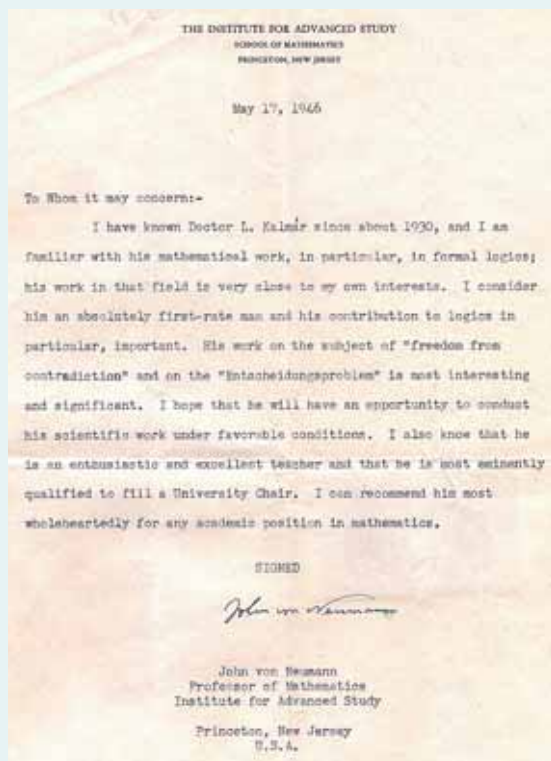 THE INSTITUTE FOR ADVANCED STUDY
SCHOOL OF MATHEMATICS
PRINCETON, NEW JERSEY
May 17, 1946
To Whom it may concern:-
I have known Doctor L. Kalmár since about 1930, and I am
familiar with his mathematical work, in particular, in formal logics;
his work in that field is very close to my own interests. I consider
him an absolutely first-rate man and his contribution to logics in
particular, important. His work on the subject of "freedom from
contradiction" and on the "Entscheidungsproblem" is most interesting
and significant. I hope that he will have an opportunity to conduct
his scientific work under favorable conditions. I also know that he
is an enthusiastic and excellent teacher and that he is most eminently
qualified to fill a University Chair. I can recommend him most
wholeheartedly for any academic position in mathematics.
SIGNED
John von Neumann
John von Neumann
Professor of Mathematics
Institute for Advanced Study
Princeton, New Jersey
U.S.A.